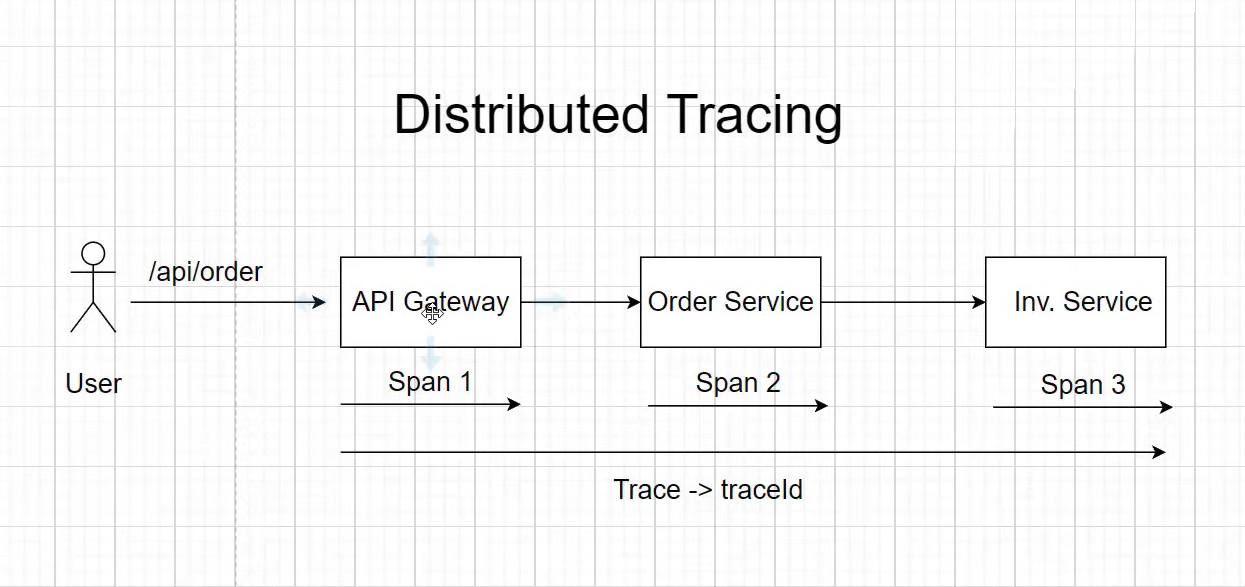 Distributed Tracing
/api/order
API Gateway
Order Service
Inv. Service
User
Span 1
Span 2
Span 3
Trace -> traceId